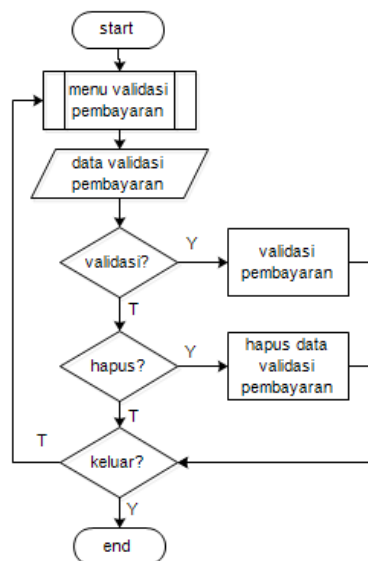 start
menu validasi
pembayaran
data validasi
pembayaran
validasi?
Y
validasi
pembayaran
T
hapus?
Y
hapus data
validasi
pembayaran
T
T
keluar?
Y
end